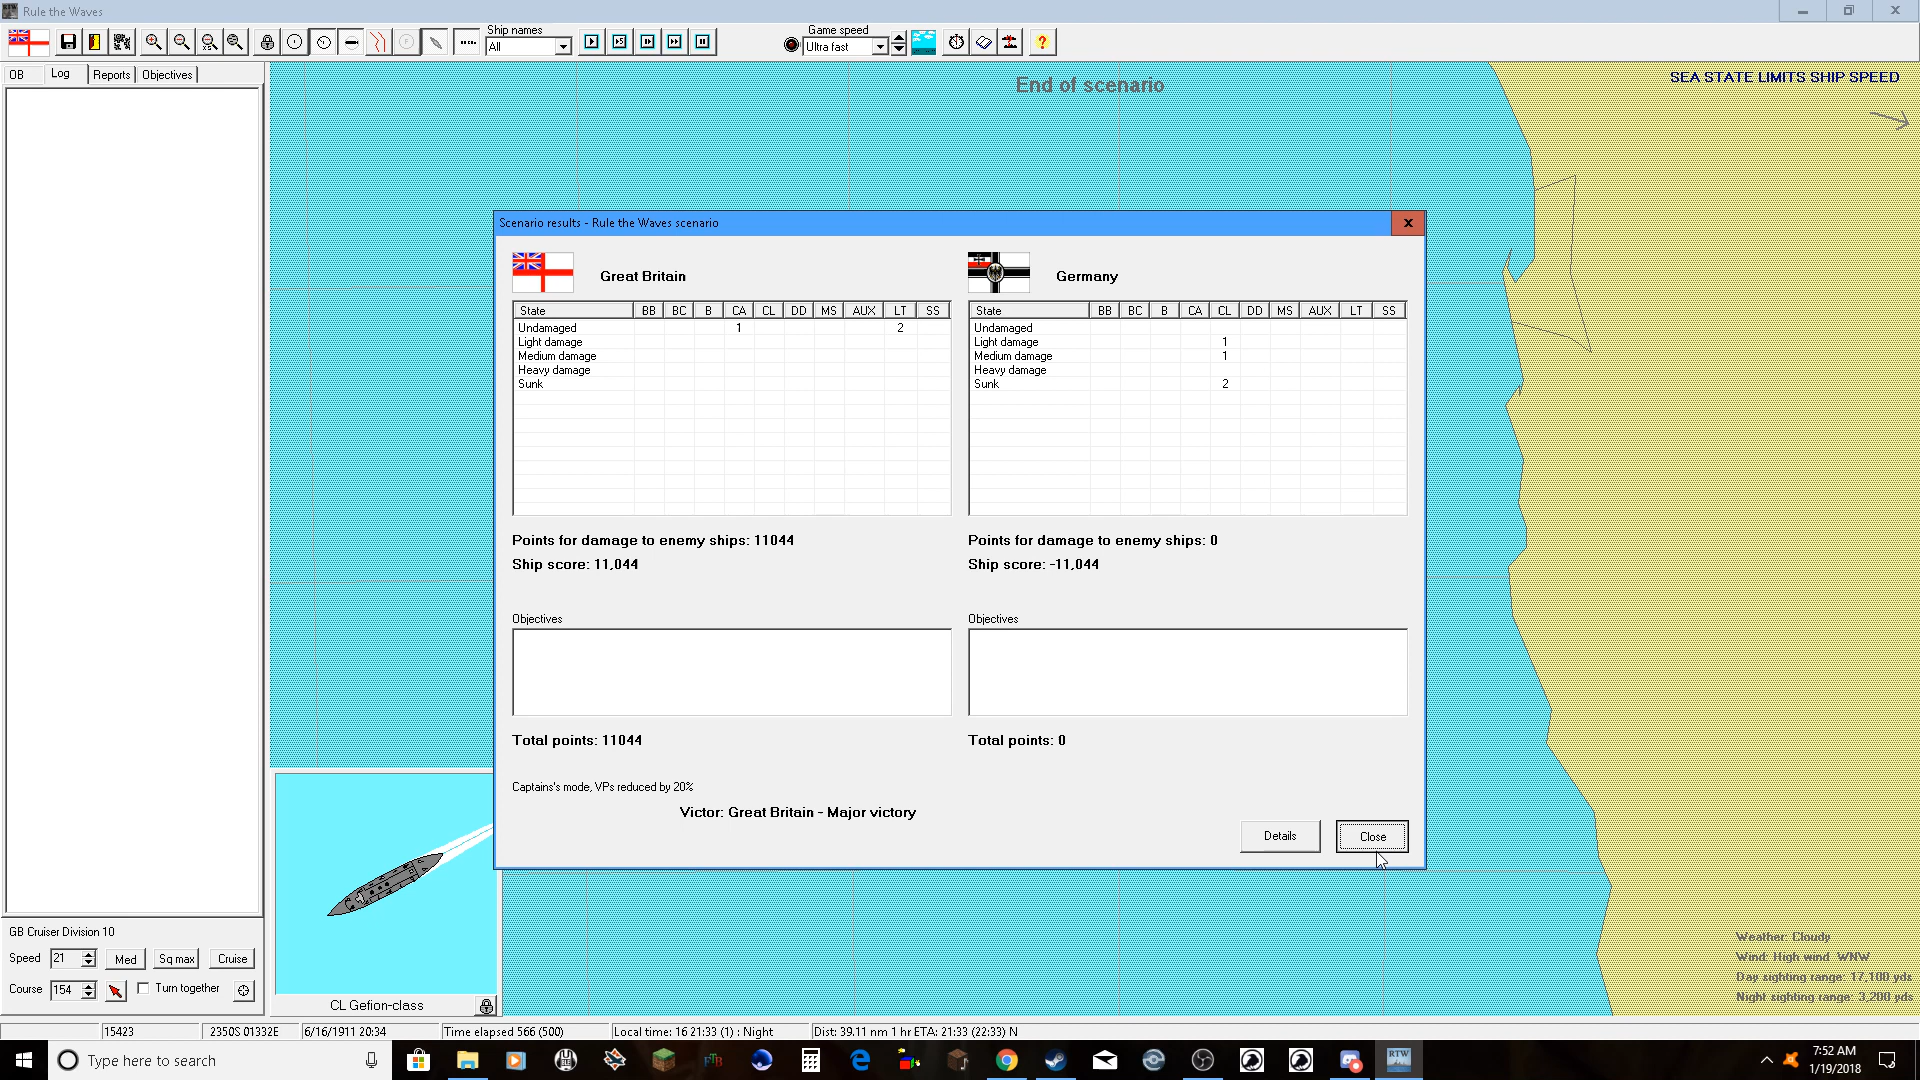 Rule the Waves
Ship names
All
Game speed
Ultra fast
OB Log Reports Objectives
End of scenario
SEA STATE LIMITS SHIP SPEED
Scenario results - Rule the Waves scenario
Great Britain
Germany
State BB BC B CA CL DD MS AUX LT SS
Undamaged 1 2
Light damage
Medium damage
Heavy damage
Sunk
State BB BC B CA CL DD MS AUX LT SS
Undamaged
Light damage 1
Medium damage 1
Heavy damage
Sunk 2
Points for damage to enemy ships: 11044
Ship score: 11,044
Points for damage to enemy ships: 0
Ship score: -11,044
Objectives
Objectives
Total points: 11044
Total points: 0
Captains's mode, VPs reduced by 20%
Victor: Great Britain - Major victory
Details
Close
GB Cruiser Division 10
Speed 21 Med Sq max Cruise
Course 154 Turn together
CL Gefion-class
Weather: Cloudy
Wind: High wind WNW
Day sighting range: 17,100 yds
Night sighting range: 3,200 yds
15423 2350S 01332E 6/16/1911 20:34 Time elapsed 566 (500) Local time: 16 21:33 (1) : Night Dist: 39.11 nm 1 hr ETA: 21:33 (22:33) N
Type here to search
FTB
RTW
7:52 AM
1/19/2018